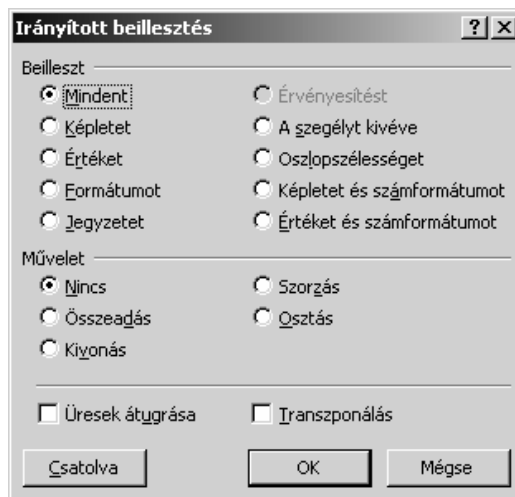 Irányított beillesztés
Beilleszt
Mindent
Érvényesítést
Képletet
A szegélyt kivéve
Értéket
Oszlopszélességet
Formátumot
Képletet és számformátumot
Jegyzetet
Értéket és számformátumot
Művelet
Nincs
Szorzás
Összeadás
Osztás
Kivonás
Üresek átugrása
Transzponálás
Csatolva
OK
Mégse